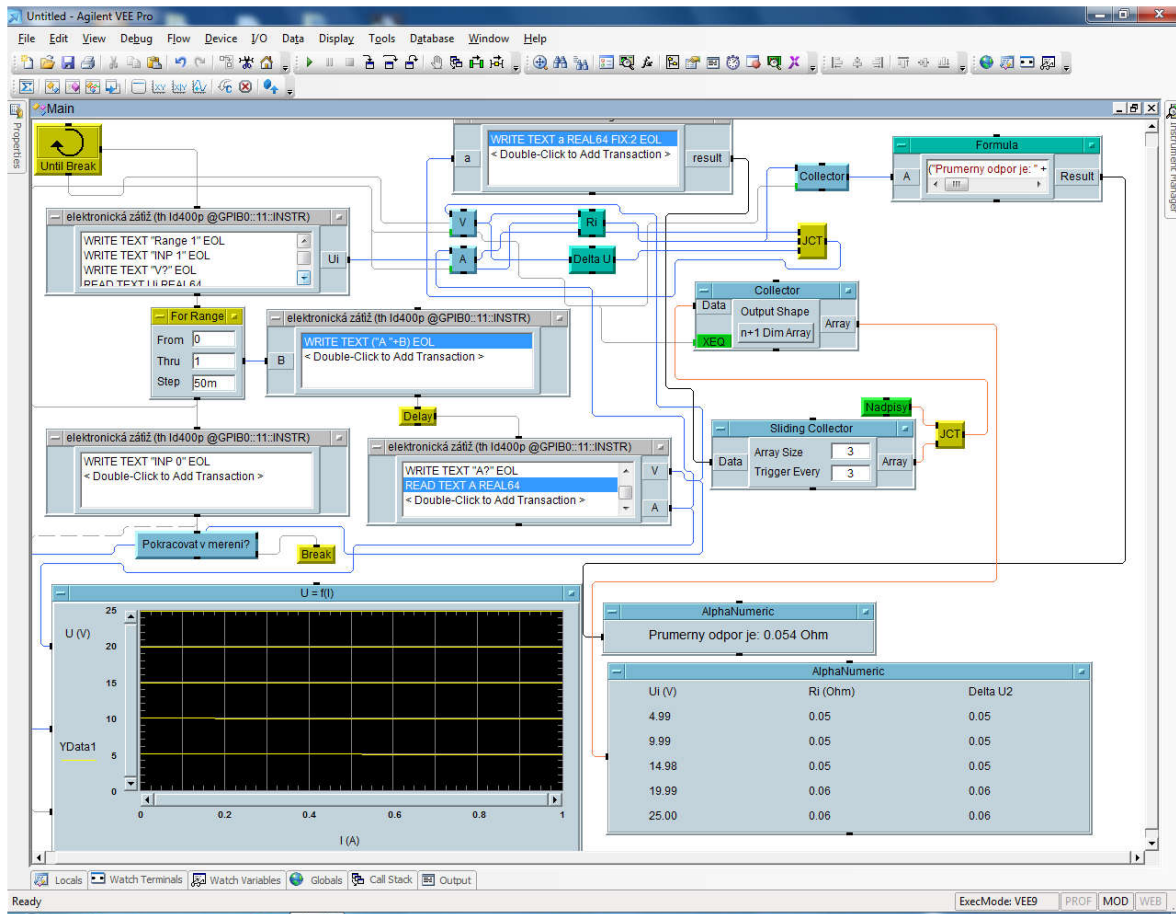 Untitled - Agilent VEE Pro
File Edit View Debug Flow Device I/O Data Display Tools Database Window Help
Properties
Main
Instrument Manager
Until Break
WRITE TEXT a REAL64 FIX:2 EOL
< Double-Click to Add Transaction >
a
result
Collector
Formula
A
("Prumerny odpor je: " +
Result
elektronická zátiž (th ld400p @GPIB0::11::INSTR)
WRITE TEXT "Range 1" EOL
WRITE TEXT "INP 1" EOL
WRITE TEXT "V?" EOL
READ TEXT Ui REAL64
Ui
V
A
Ri
Delta U
JCT
Collector
Data
XEQ
Output Shape
n+1 Dim Array
Array
For Range
From 0
Thru 1
Step 50m
elektronická zátiž (th ld400p @GPIB0::11::INSTR)
B
WRITE TEXT ("A "+B) EOL
< Double-Click to Add Transaction >
Delay
Nadpisy
JCT
Sliding Collector
Data
Array Size 3
Trigger Every 3
Array
elektronická zátiž (th ld400p @GPIB0::11::INSTR)
WRITE TEXT "INP 0" EOL
< Double-Click to Add Transaction >
elektronická zátiž (th ld400p @GPIB0::11::INSTR)
WRITE TEXT "A?" EOL
READ TEXT A REAL64
< Double-Click to Add Transaction >
V
A
Pokracovat v mereni?
Break
U = f(I)
U (V)
YData1
25
20
15
10
5
0
0 0.2 0.4 0.6 0.8 1
I (A)
AlphaNumeric
Prumerny odpor je: 0.054 Ohm
AlphaNumeric
Ui (V) Ri (Ohm) Delta U2
4.99 0.05 0.05
9.99 0.05 0.05
14.98 0.05 0.05
19.99 0.06 0.06
25.00 0.06 0.06
Locals Watch Terminals Watch Variables Globals Call Stack Output
Ready
ExecMode: VEE9 PROF MOD WEB